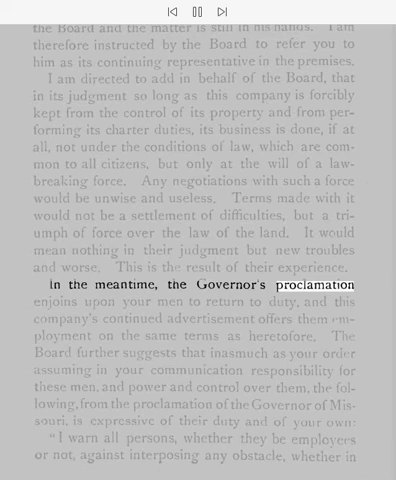 the Board and the matter is still in his hands. I am
therefore instructed by the Board to refer you to
him as its continuing representative in the premises.
I am directed to add in behalf of the Board, that
in its judgment so long as this company is forcibly
kept from the control of its property and from per-
forming its charter duties, its business is done, if at
all, not under the conditions of law, which are com-
mon to all citizens, but only at the will of a law-
breaking force. Any negotiations with such a force
would be unwise and useless. Terms made with it
would not be a settlement of difficulties, but a tri-
umph of force over the law of the land. It would
mean nothing in their judgment but new troubles
and worse. This is the result of their experience.
In the meantime, the Governor's proclamation
enjoins upon your men to return to duty, and this
company's continued advertisement offers them em-
ployment on the same terms as heretofore. The
Board further suggests that inasmuch as your order
assuming in your communication responsibility for
these men, and power and control over them, the fol-
lowing, from the proclamation of the Governor of Mis-
souri, is expressive of their duty and of your own:
"I warn all persons, whether they be employees
or not, against interposing any obstacle, whether in